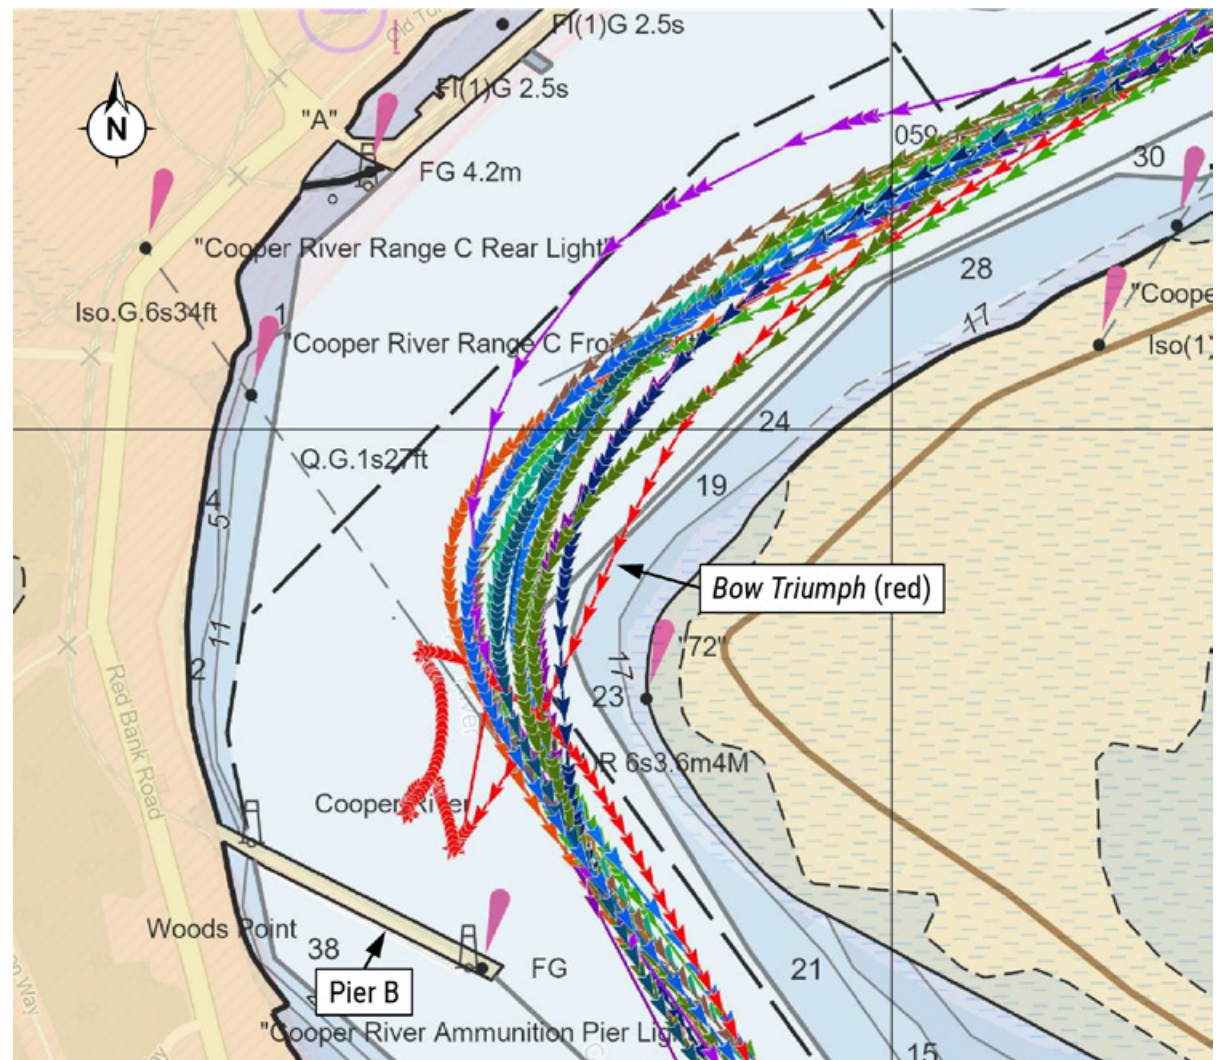 Fl(1)G 2.5s
Fl(1)G 2.5s
"A"
N
059
30
FG 4.2m
"Cooper River Range C Rear Light"
28
17
Iso.G.6s34ft
1
"Cooper River Range C
Iso(1)
24
Q.G.1s27ft
19
4
5
Bow Triumph (red)
11
"72"
17
2
23
Red Bank Road
R 6s3.6m4M
Cooper River
Woods Point
38
FG
21
Pier B
"Cooper River Ammunition Pier
15